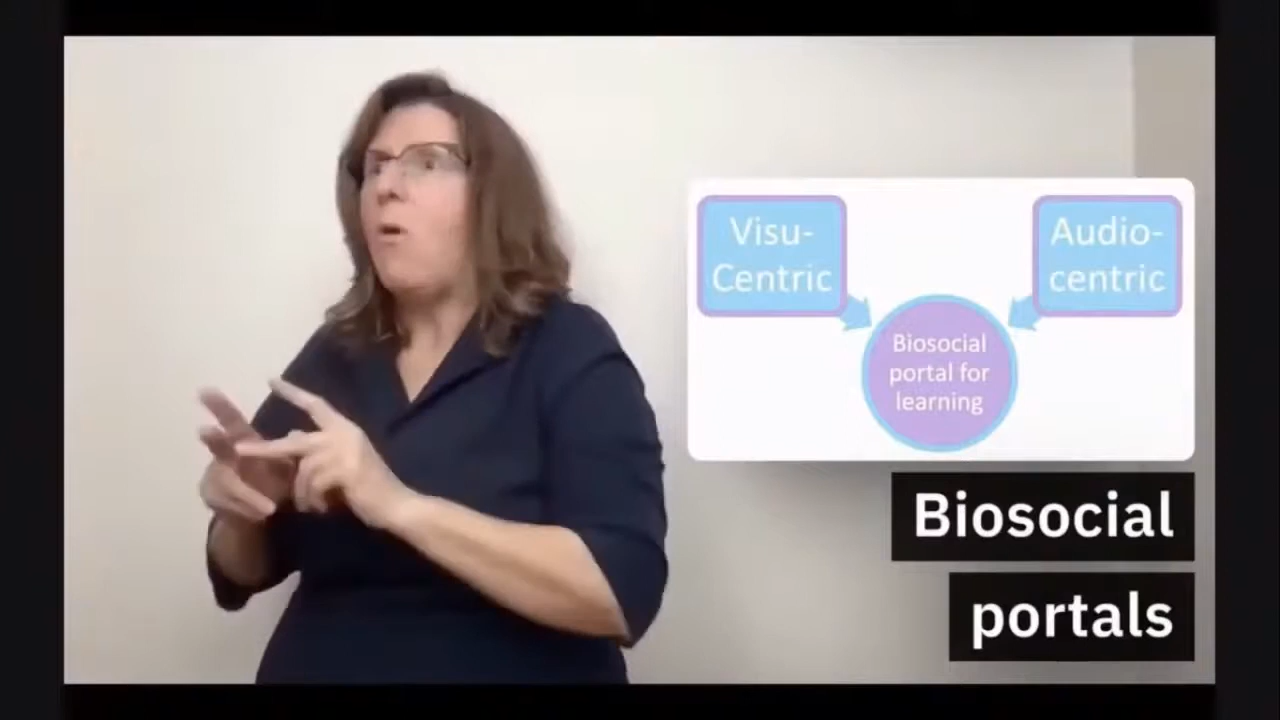 Visu-
Centric
Audio-
centric
Biosocial
portal for
learning
Biosocial
portals